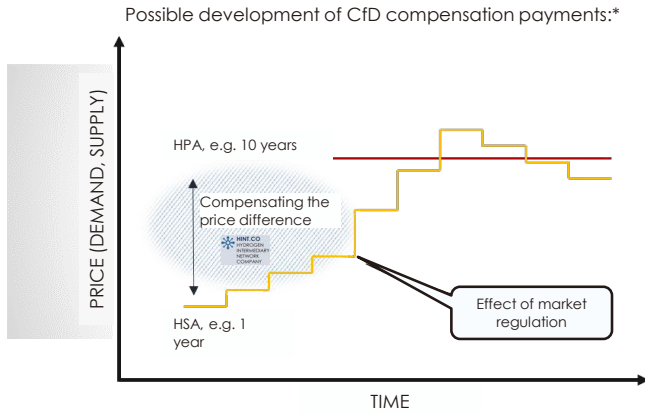 Possible development of CfD compensation payments:*
PRICE (DEMAND, SUPPLY)
HPA, e.g. 10 years
Compensating the
price difference
HINT.CO
HYDROGEN
INTERMEDIARY
NETWORK
COMPANY
HSA, e.g. 1
year
Effect of market
regulation
TIME